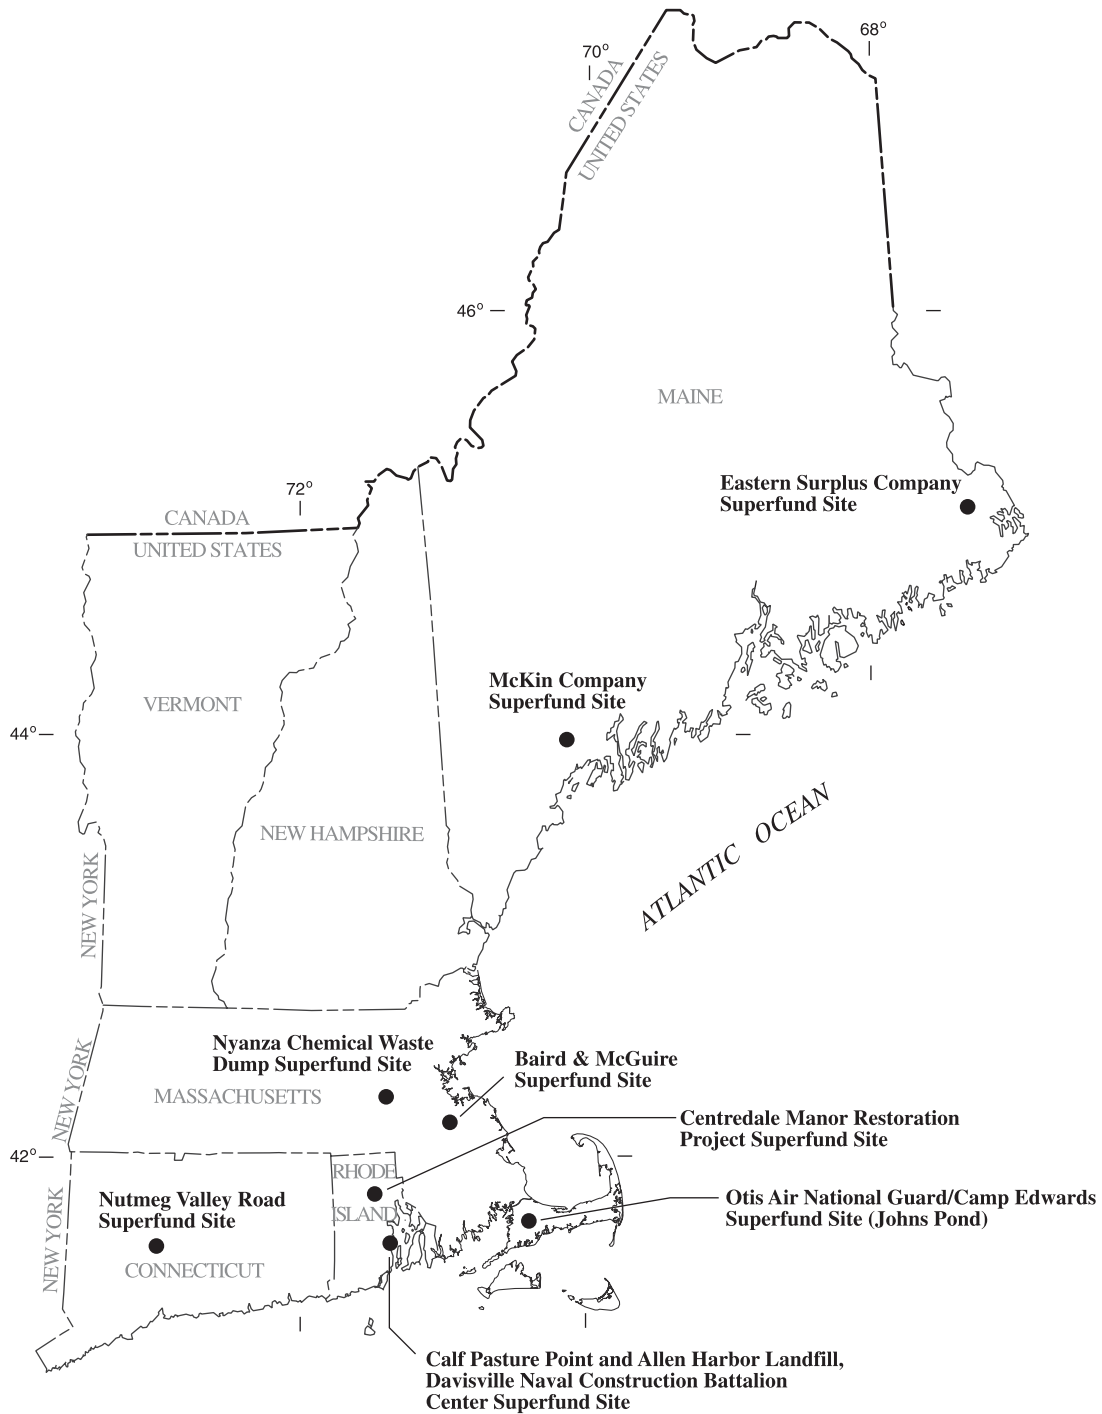 68°
70°
CANADA
UNITED STATES
46°
MAINE
Eastern Surplus Company
Superfund Site
72°
CANADA
UNITED STATES
McKin Company
Superfund Site
VERMONT
44°
ATLANTIC OCEAN
NEW HAMPSHIRE
NEW YORK
Nyanza Chemical Waste
Dump Superfund Site
Baird & McGuire
Superfund Site
NEW YORK
MASSACHUSETTS
Centredale Manor Restoration
Project Superfund Site
42°
RHODE
ISLAND
Nutmeg Valley Road
Superfund Site
Otis Air National Guard/Camp Edwards
Superfund Site (Johns Pond)
NEW YORK
CONNECTICUT
Calf Pasture Point and Allen Harbor Landfill,
Davisville Naval Construction Battalion
Center Superfund Site